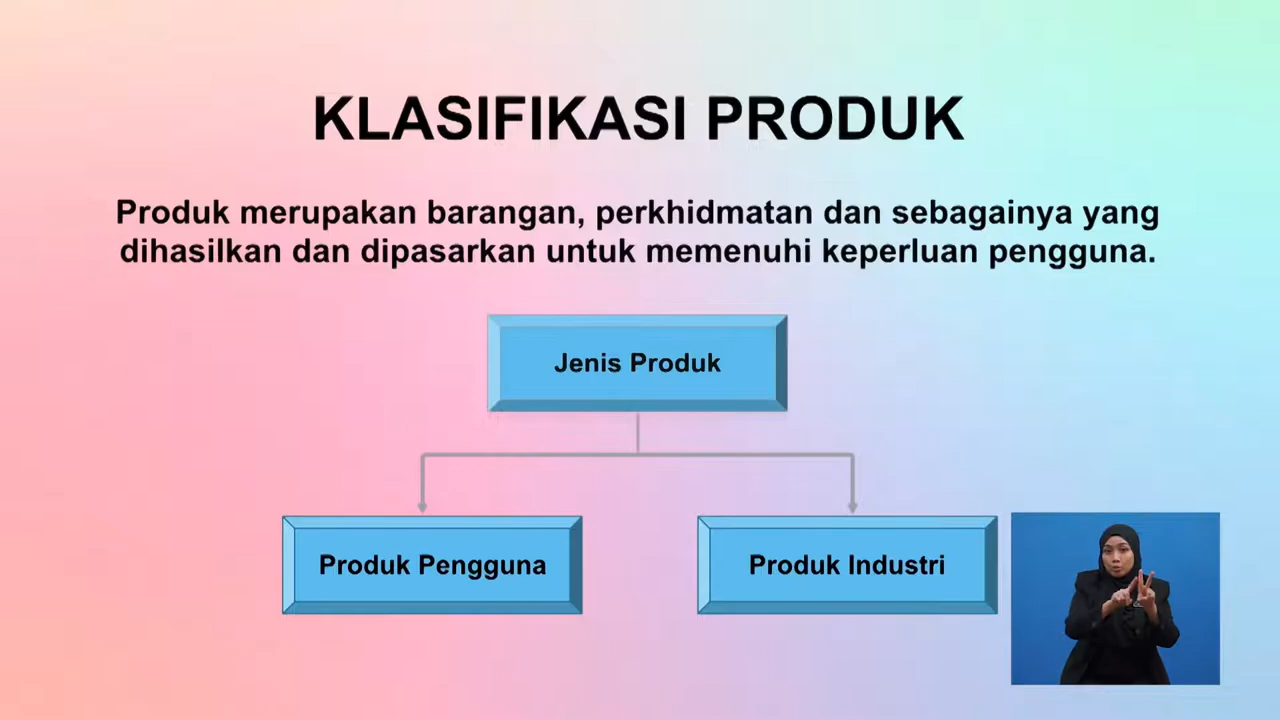 KLASIFIKASI PRODUK
Produk merupakan barangan, perkhidmatan dan sebagainya yang
dihasilkan dan dipasarkan untuk memenuhi keperluan pengguna.
Jenis Produk
Produk Pengguna
Produk Industri